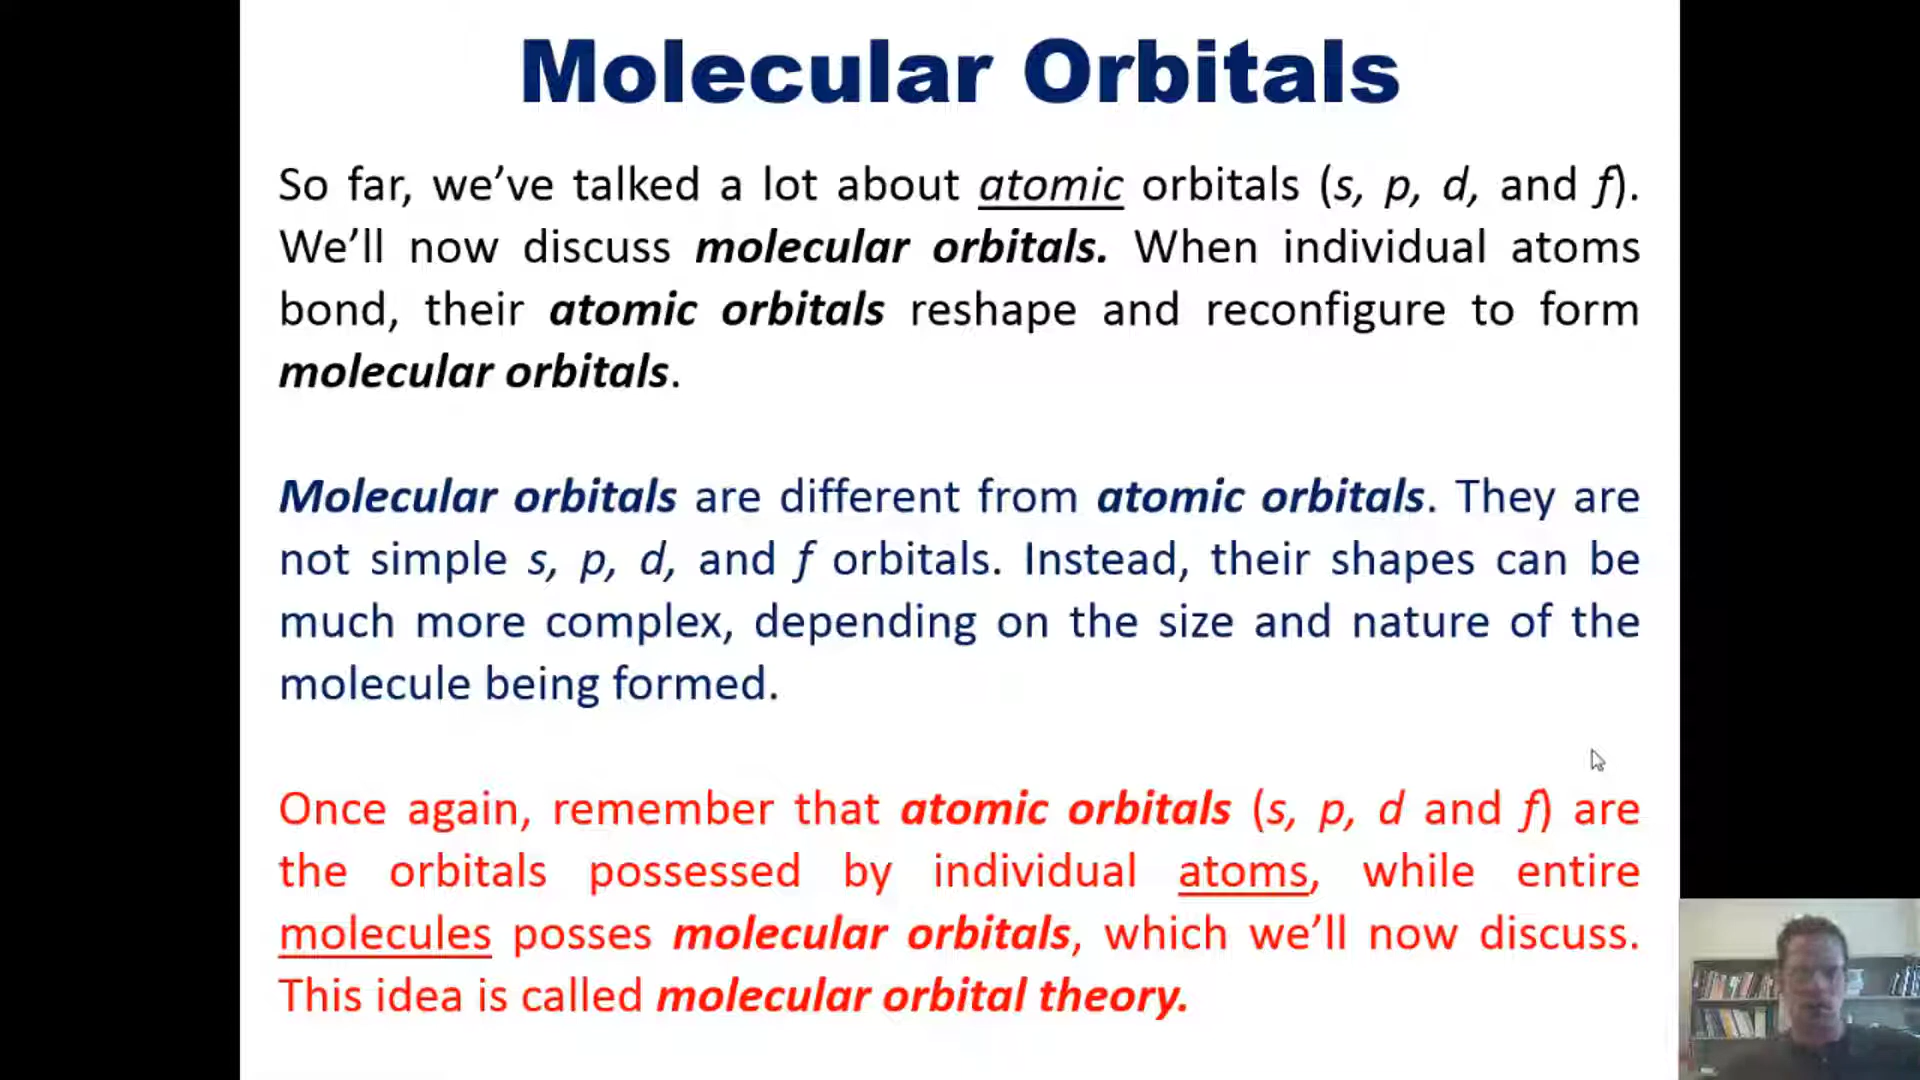 Molecular Orbitals
So far, we’ve talked a lot about atomic orbitals (s, p, d, and f).
We’ll now discuss molecular orbitals. When individual atoms
bond, their atomic orbitals reshape and reconfigure to form
molecular orbitals.
Molecular orbitals are different from atomic orbitals. They are
not simple s, p, d, and f orbitals. Instead, their shapes can be
much more complex, depending on the size and nature of the
molecule being formed.
Once again, remember that atomic orbitals (s, p, d and f) are
the orbitals possessed by individual atoms, while entire
molecules posses molecular orbitals, which we’ll now discuss.
This idea is called molecular orbital theory.